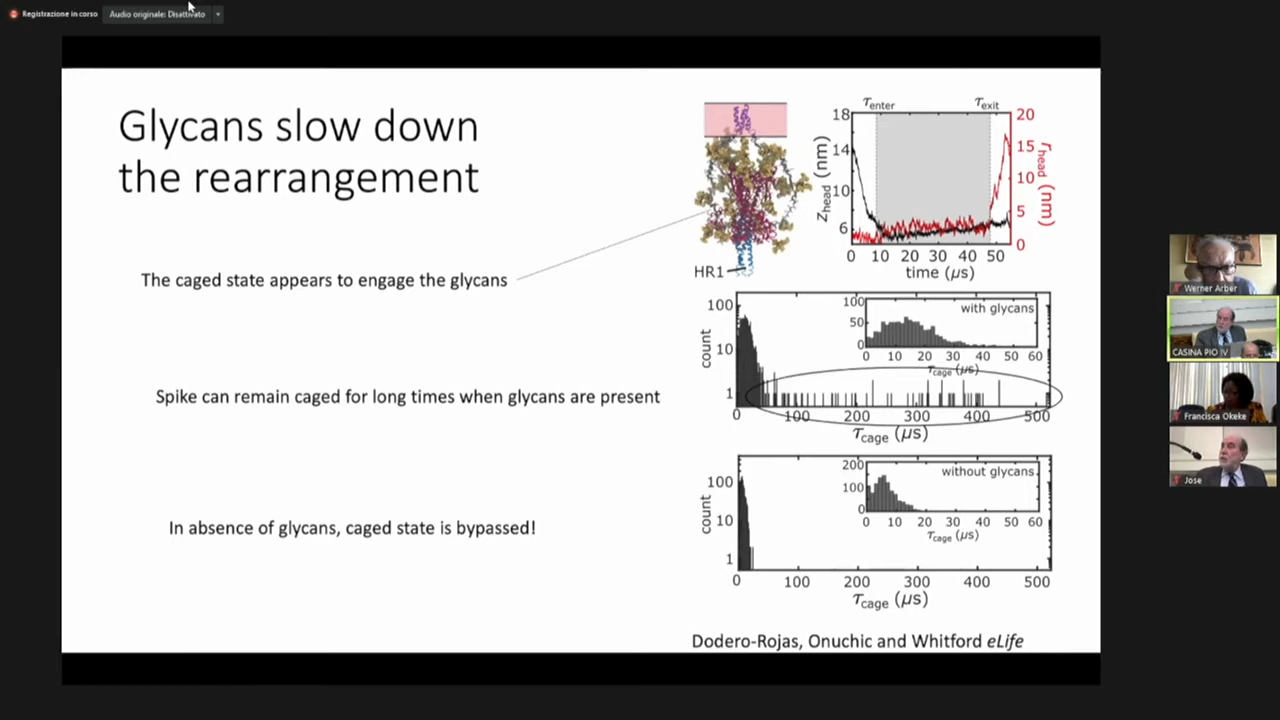 Registrazione in corso
Audio originale: Disattivato
Glycans slow down
the rearrangement
The caged state appears to engage the glycans
Spike can remain caged for long times when glycans are present
In absence of glycans, caged state is bypassed!
HR1
τenter
τexit
18
14
10
6
zhead (nm)
20
15
10
5
0
rhead (nm)
0 10 20 30 40 50
time (μs)
100
10
1
count
100
50
0
with glycans
0 10 20 30 40 50 60
τcage (μs)
0 100 200 300 400 500
τcage (μs)
100
10
1
count
200
100
0
without glycans
0 10 20 30 40 50 60
τcage (μs)
0 100 200 300 400 500
τcage (μs)
Dodero-Rojas, Onuchic and Whitford eLife
Werner Arber
CASINA PIO IV
Francisca Okeke
Jose